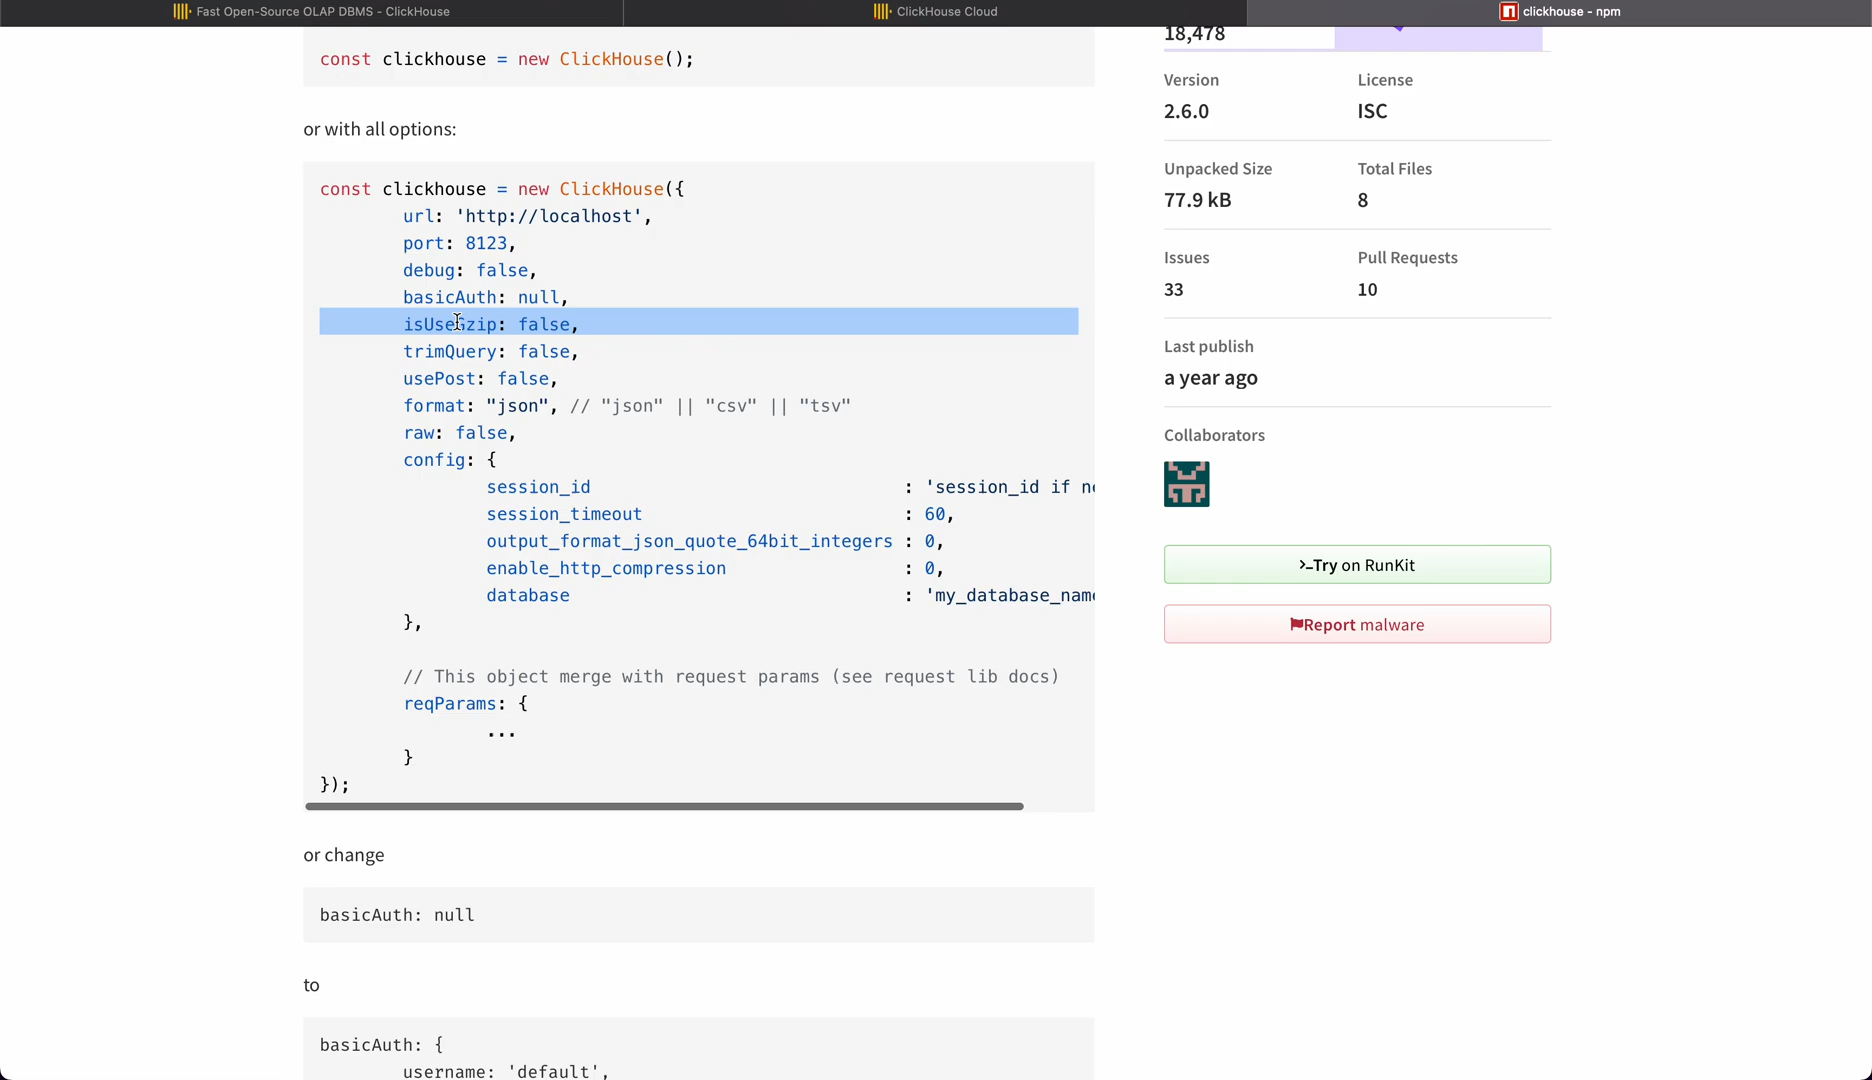 Fast Open-Source OLAP DBMS - ClickHouse
ClickHouse Cloud
clickhouse - npm
const clickhouse = new ClickHouse();
or with all options:
const clickhouse = new ClickHouse({
url: 'http://localhost',
port: 8123,
debug: false,
basicAuth: null,
isUseGzip: false,
trimQuery: false,
usePost: false,
format: "json", // "json" || "csv" || "tsv"
raw: false,
config: {
session_id : 'session_id if ne
session_timeout : 60,
output_format_json_quote_64bit_integers : 0,
enable_http_compression : 0,
database : 'my_database_name
},
// This object merge with request params (see request lib docs)
reqParams: {
...
}
});
or change
basicAuth: null
to
basicAuth: {
username: 'default',
18,478
Version
2.6.0
License
ISC
Unpacked Size
77.9 kB
Total Files
8
Issues
33
Pull Requests
10
Last publish
a year ago
Collaborators
>_Try on RunKit
Report malware